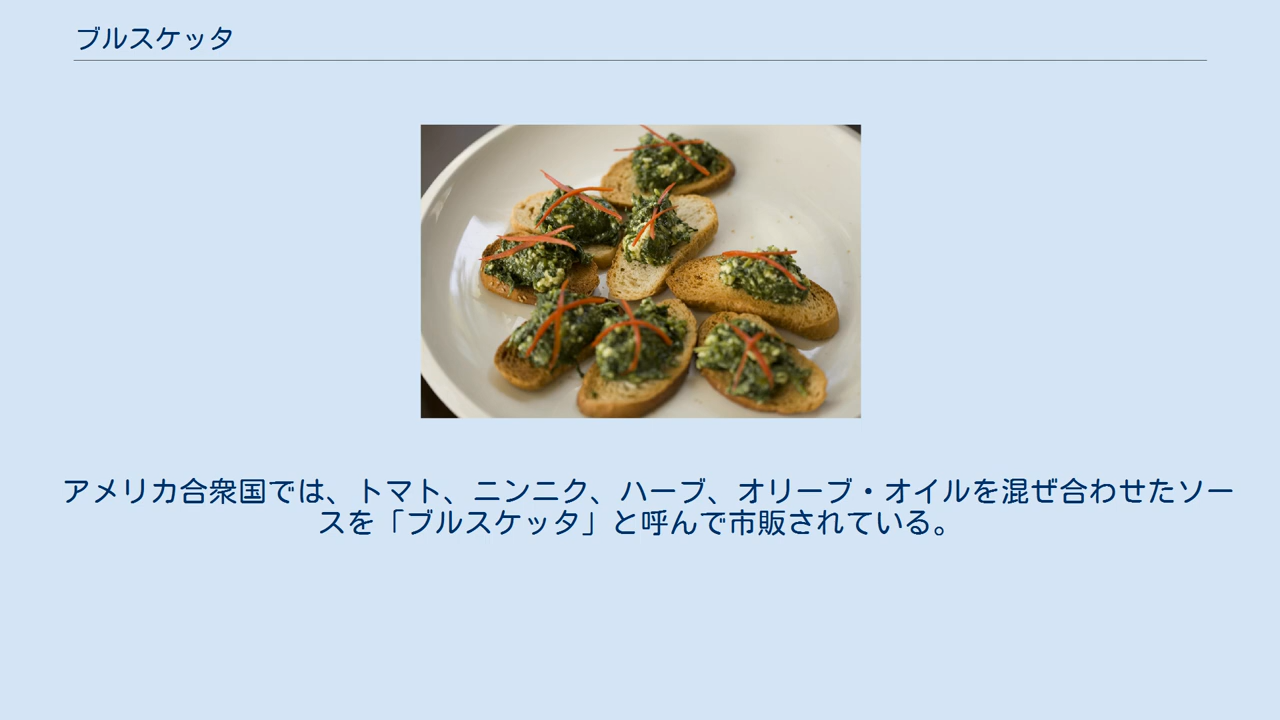 ブルスケッタ
アメリカ合衆国では、トマト、ニンニク、ハーブ、オリーブ・オイルを混ぜ合わせたソー
スを「ブルスケッタ」と呼んで市販されている。